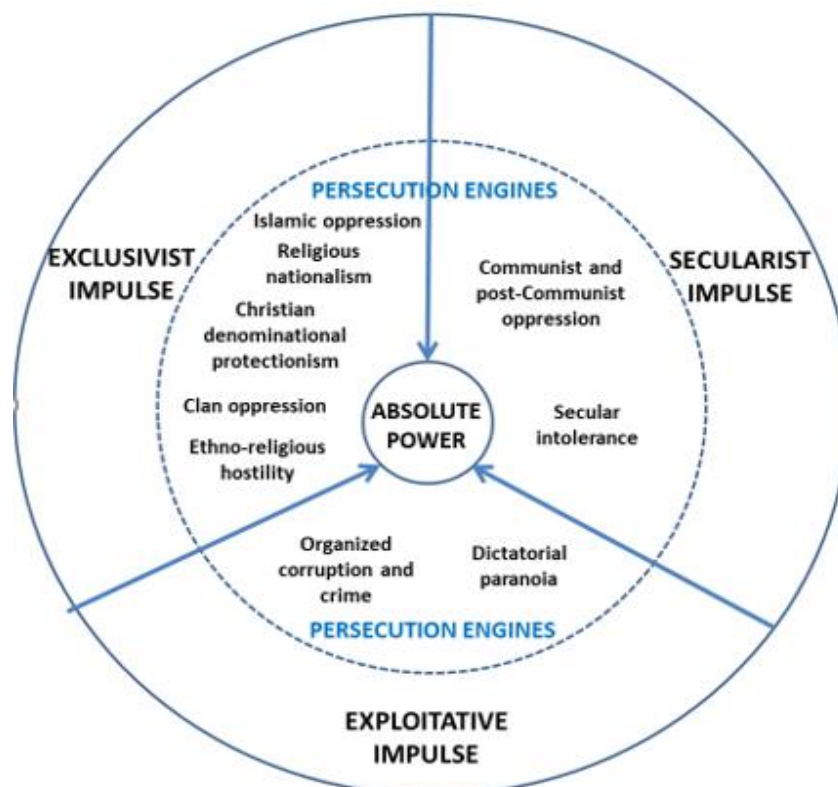 PERSECUTION ENGINES
Islamic oppression
Religious
nationalism
EXCLUSIVIST
IMPULSE
Christian
denominational
protectionism
Clan oppression
Ethno-religious
hostility
Communist and
post-Communist
oppression
SECULARIST
IMPULSE
ABSOLUTE
POWER
Secular
intolerance
Organized
corruption and
crime
Dictatorial
paranoia
PERSECUTION ENGINES
EXPLOITATIVE
IMPULSE